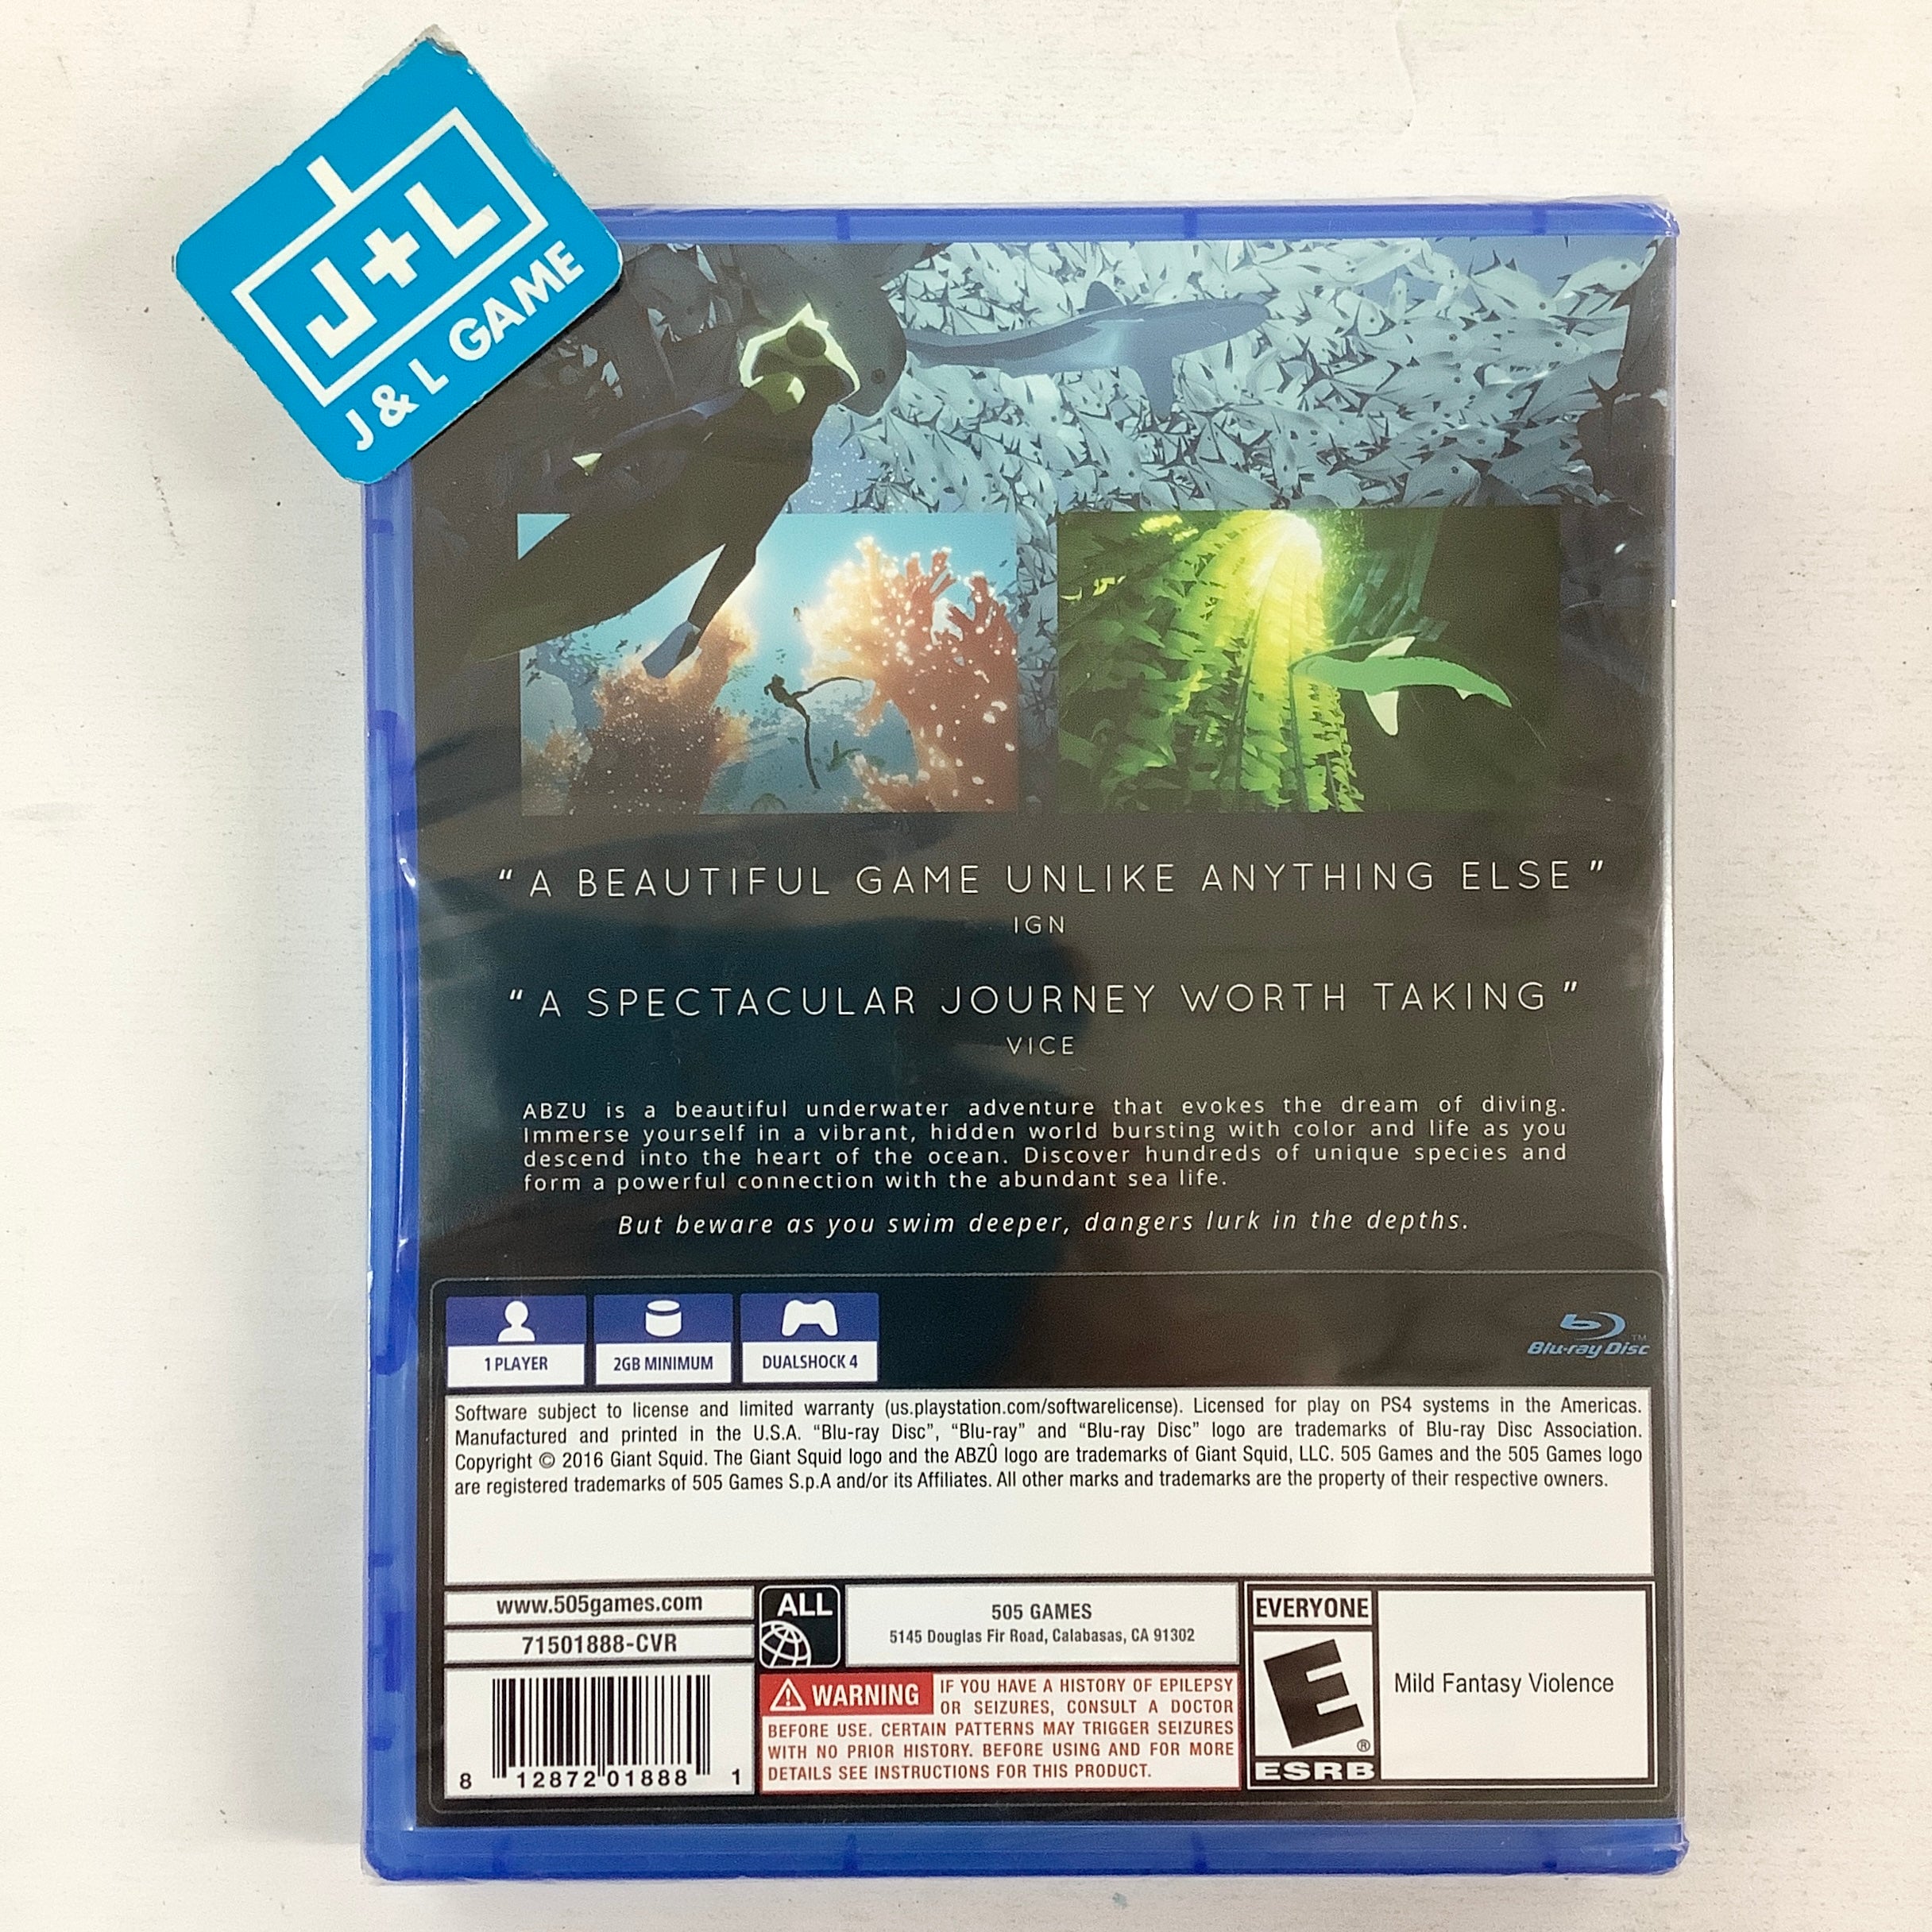 J+L
J & L GAME
“ A BEAUTIFUL GAME UNLIKE ANYTHING ELSE ”
IGN
“ A SPECTACULAR JOURNEY WORTH TAKING ”
VICE
ABZU is a beautiful underwater adventure that evokes the dream of diving.
Immerse yourself in a vibrant, hidden world bursting with color and life as you
descend into the heart of the ocean. Discover hundreds of unique species and
form a powerful connection with the abundant sea life.
But beware as you swim deeper, dangers lurk in the depths.
1 PLAYER
2GB MINIMUM
DUALSHOCK 4
Blu-ray Disc™
Software subject to license and limited warranty (us.playstation.com/softwarelicense). Licensed for play on PS4 systems in the Americas.
Manufactured and printed in the U.S.A. “Blu-ray Disc”, “Blu-ray” and “Blu-ray Disc” logo are trademarks of Blu-ray Disc Association.
Copyright © 2016 Giant Squid. The Giant Squid logo and the ABZÛ logo are trademarks of Giant Squid, LLC. 505 Games and the 505 Games logo
are registered trademarks of 505 Games S.p.A and/or its Affiliates. All other marks and trademarks are the property of their respective owners.
www.505games.com
71501888-CVR
8 12872 01888 1
ALL
505 GAMES
5145 Douglas Fir Road, Calabasas, CA 91302
WARNING IF YOU HAVE A HISTORY OF EPILEPSY
OR SEIZURES, CONSULT A DOCTOR
BEFORE USE. CERTAIN PATTERNS MAY TRIGGER SEIZURES
WITH NO PRIOR HISTORY. BEFORE USING AND FOR MORE
DETAILS SEE INSTRUCTIONS FOR THIS PRODUCT.
EVERYONE
E®
ESRB
Mild Fantasy Violence